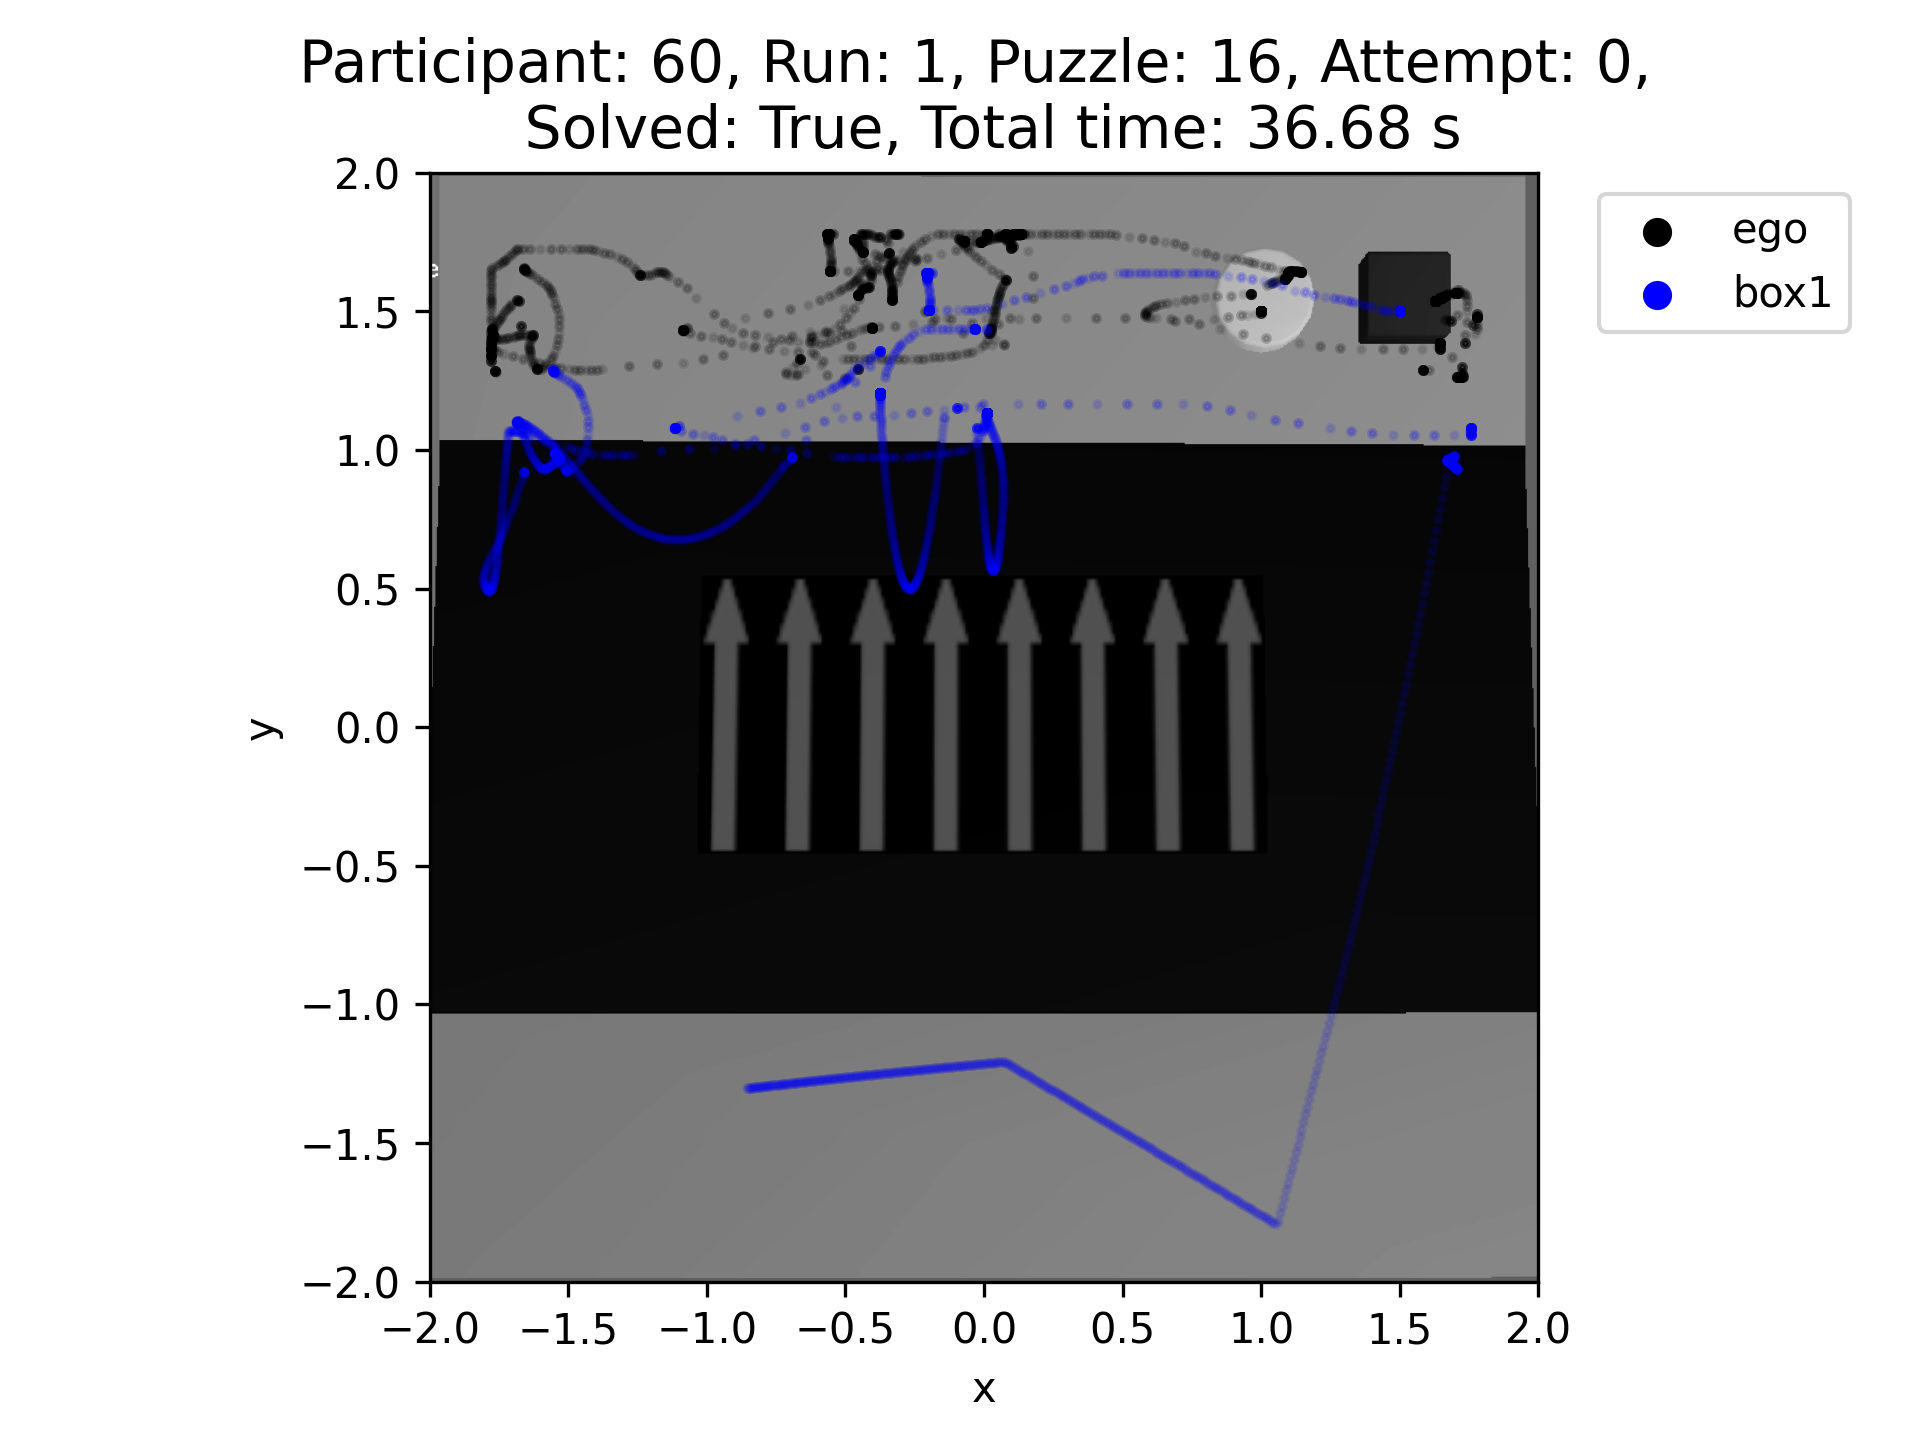 Participant: 60, Run: 1, Puzzle: 16, Attempt: 0,
Solved: True, Total time: 36.68 s
ego
box1
2.0
1.5
1.0
0.5
0.0
−0.5
−1.0
−1.5
−2.0
y
−2.0 −1.5 −1.0 −0.5 0.0 0.5 1.0 1.5 2.0
x